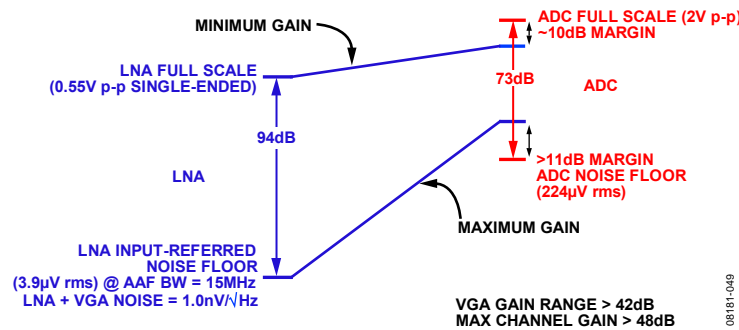 MINIMUM GAIN
ADC FULL SCALE (2V p-p)
~10dB MARGIN
LNA FULL SCALE
(0.55V p-p SINGLE-ENDED)
73dB
ADC
94dB
LNA
>11dB MARGIN
ADC NOISE FLOOR
(224µV rms)
MAXIMUM GAIN
LNA INPUT-REFERRED
NOISE FLOOR
(3.9µV rms) @ AAF BW = 15MHz
LNA + VGA NOISE = 1.0nV/√Hz
VGA GAIN RANGE > 42dB
MAX CHANNEL GAIN > 48dB
08181-049